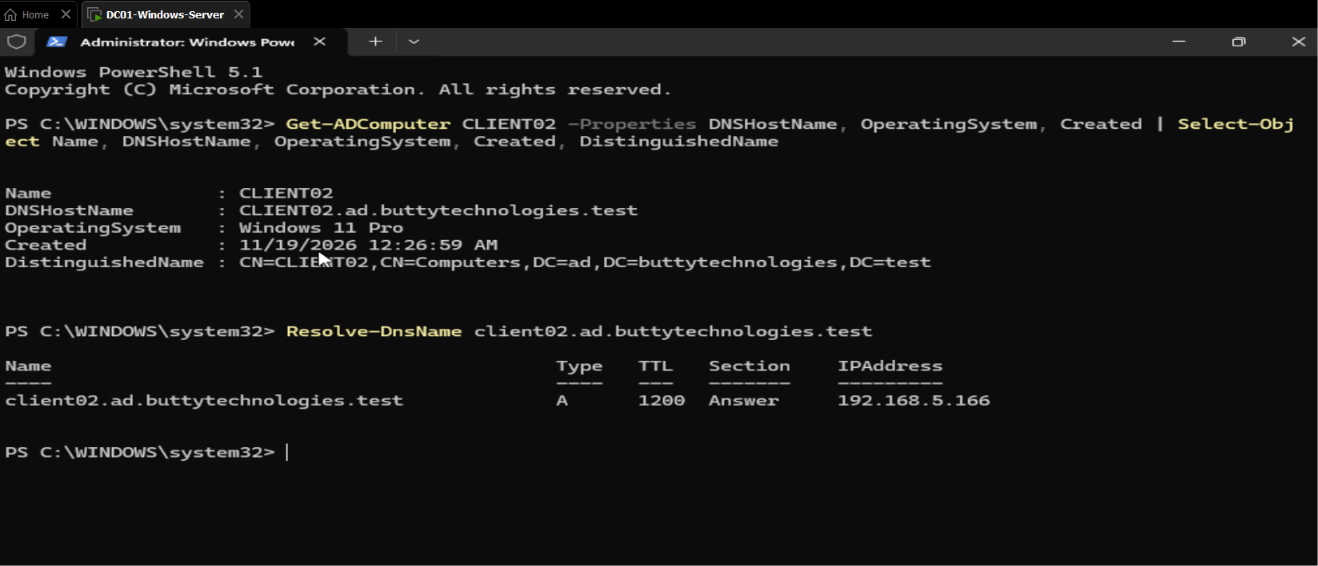 Home
DC01-Windows-Server
Administrator: Windows Powe
Windows PowerShell 5.1
Copyright (C) Microsoft Corporation. All rights reserved.
PS C:\WINDOWS\system32> Get-ADComputer CLIENT02 -Properties DNSHostName, OperatingSystem, Created | Select-Obj
ect Name, DNSHostName, OperatingSystem, Created, DistinguishedName
Name : CLIENT02
DNSHostName : CLIENT02.ad.buttytechnologies.test
OperatingSystem : Windows 11 Pro
Created : 11/19/2026 12:26:59 AM
DistinguishedName : CN=CLIENT02,CN=Computers,DC=ad,DC=buttytechnologies,DC=test
PS C:\WINDOWS\system32> Resolve-DnsName client02.ad.buttytechnologies.test
Name Type TTL Section IPAddress
---- ---- --- ------- ---------
client02.ad.buttytechnologies.test A 1200 Answer 192.168.5.166
PS C:\WINDOWS\system32>